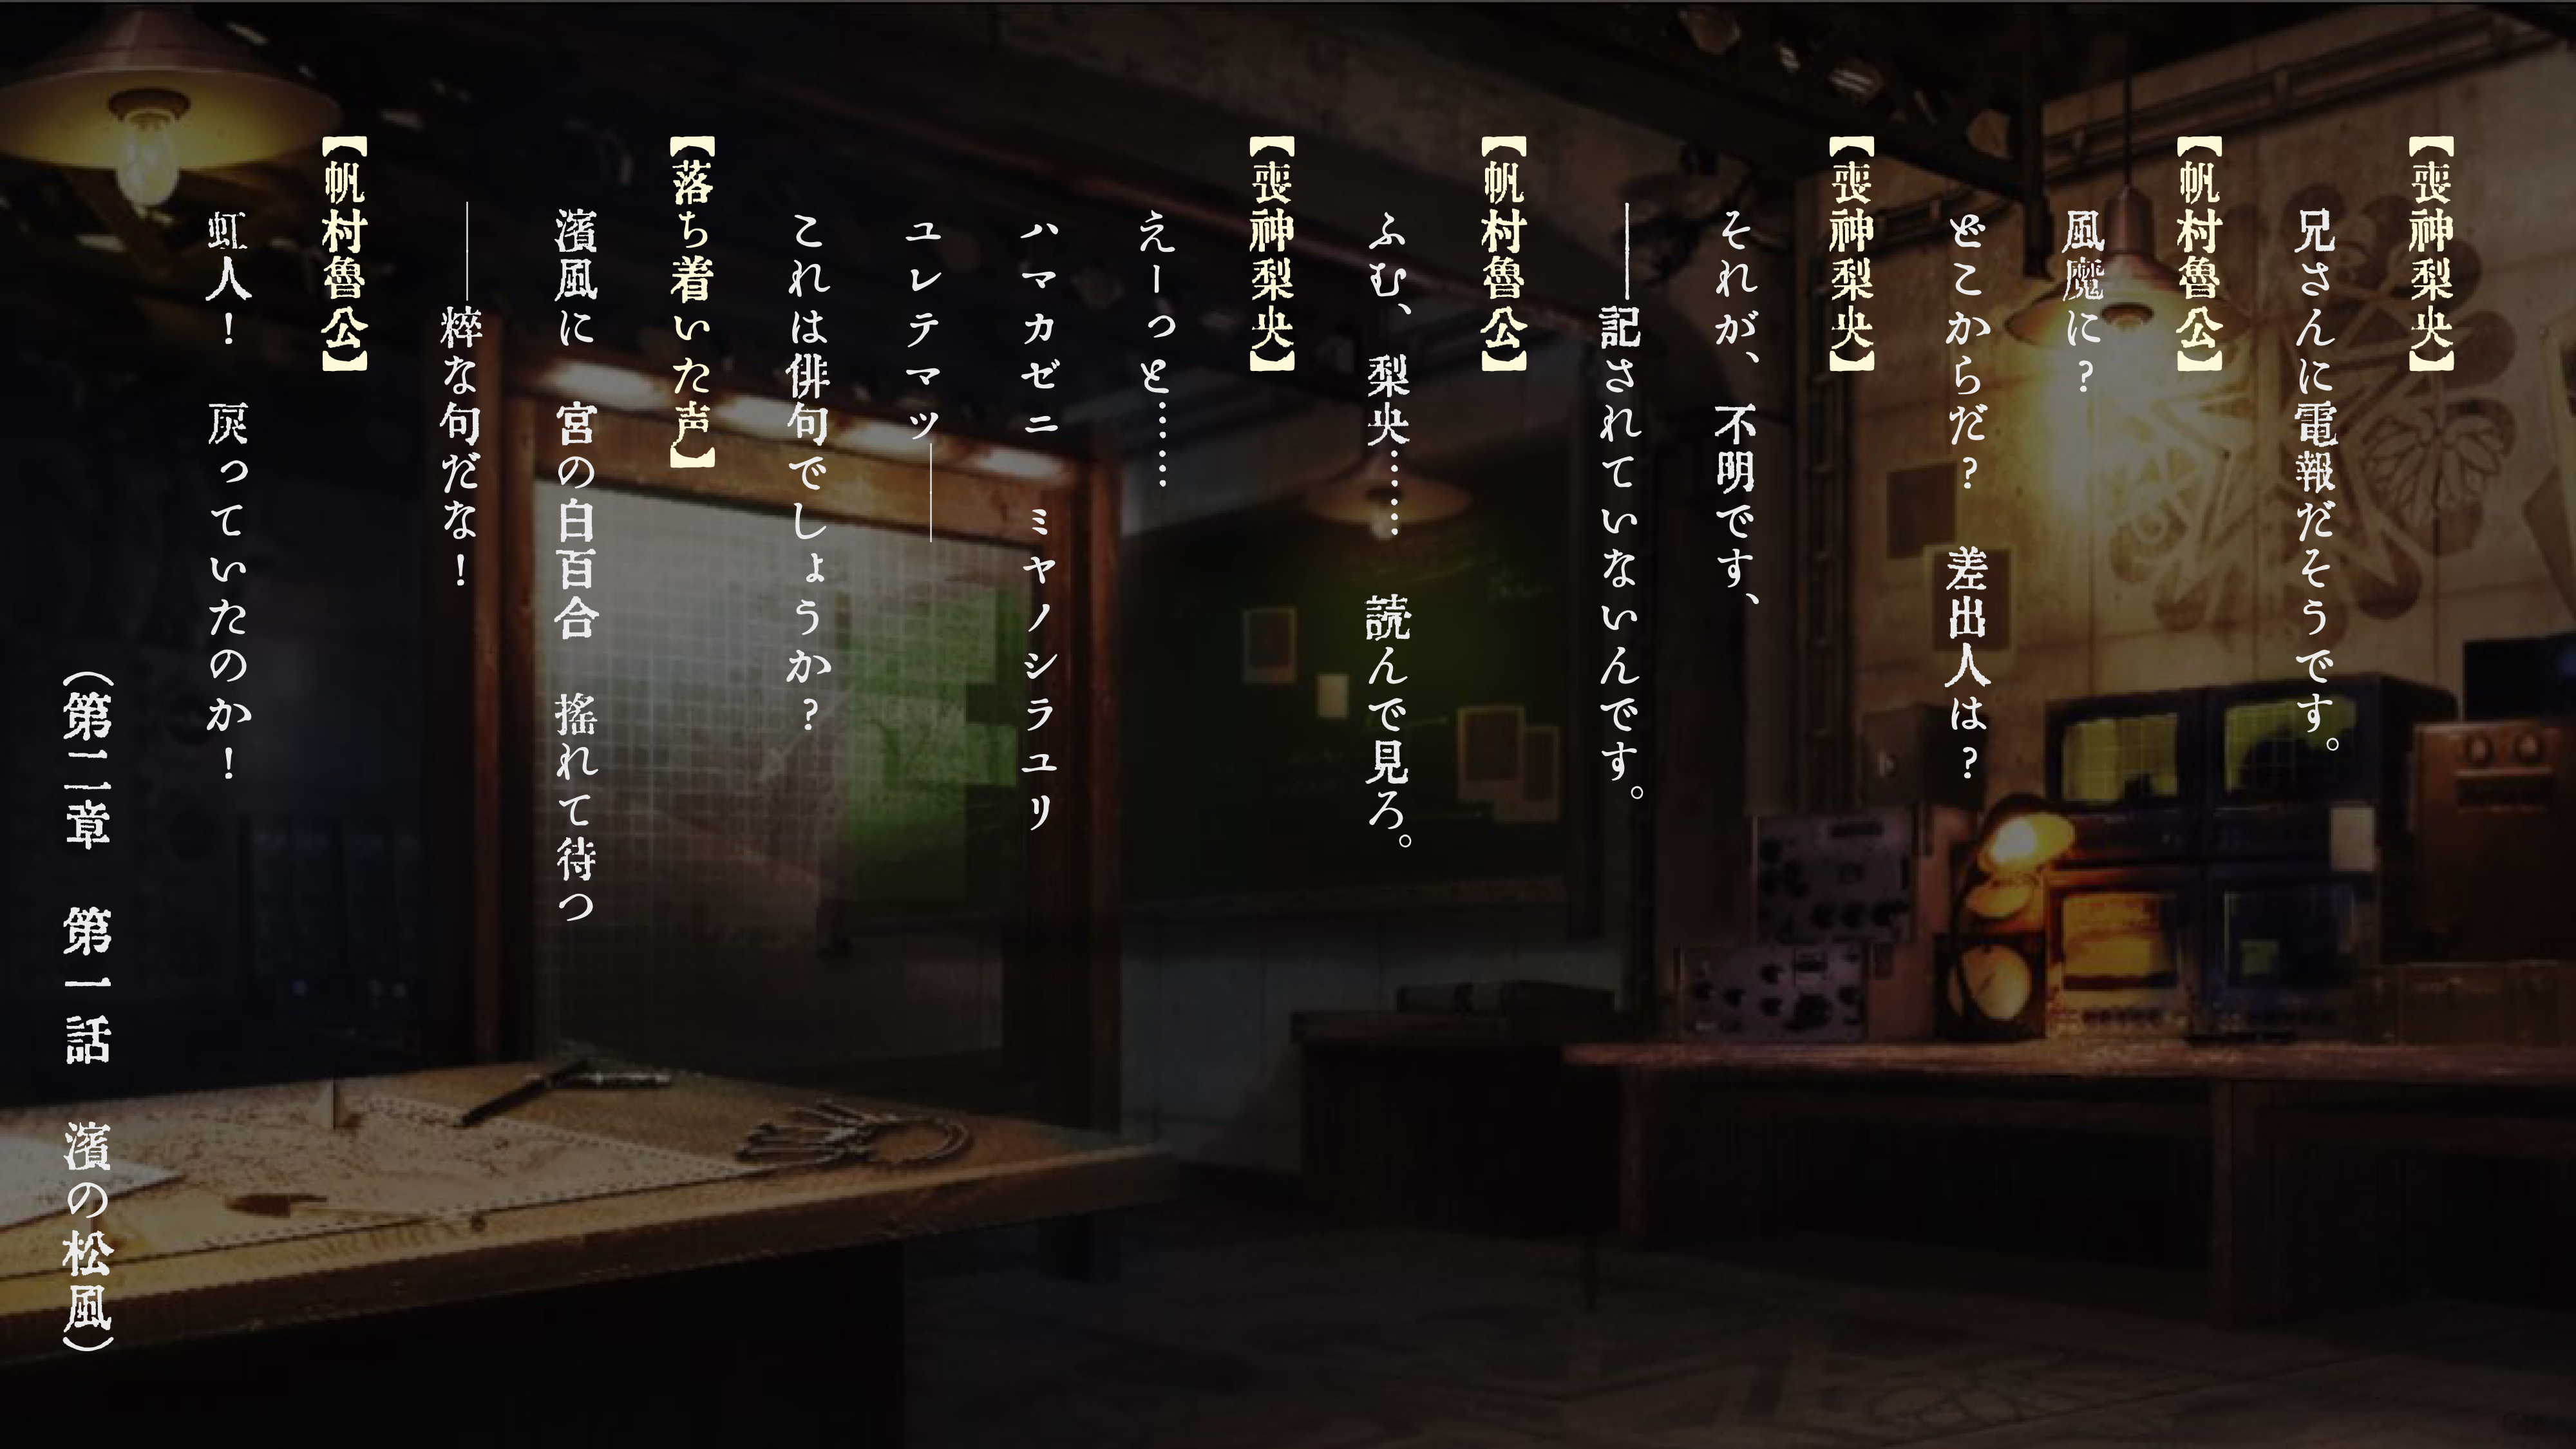 【喪神梨央】
兄さんに電報だそうです。
【帆村魯公】
風魔に？
どこからだ？　差出人は？
【喪神梨央】
それが、不明です、
――記されていないんです。
【帆村魯公】
ふむ、梨央……　読んで見ろ。
【喪神梨央】
えーっと……
ハマカゼニ　ミヤノシラユリ
ユレテマツ――
これは俳句でしょうか？
【落ち着いた声】
濱風に　宮の白百合　搖れて待つ
――粹な句だな！
【帆村魯公】
虹人！　戻っていたのか！
（第二章　第一話　濱の松風）